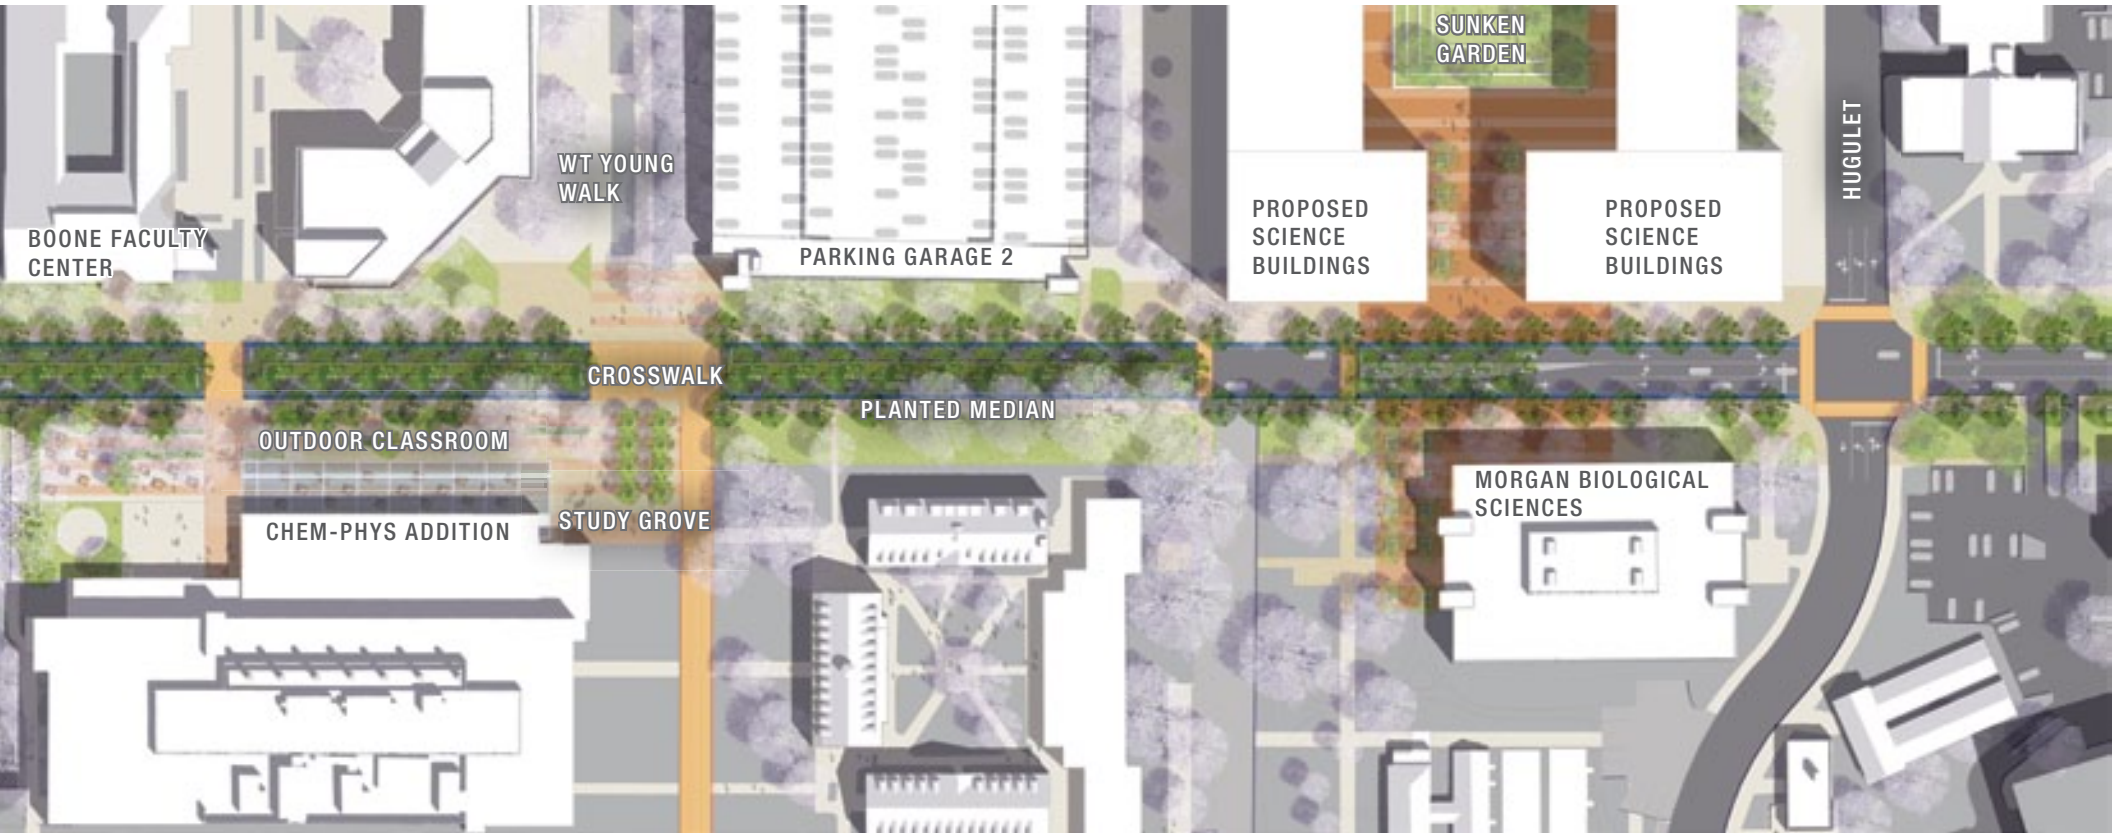 SUNKEN
GARDEN
HUGULET
WT YOUNG
WALK
BOONE FACULTY
CENTER
PARKING GARAGE 2
PROPOSED
SCIENCE
BUILDINGS
PROPOSED
SCIENCE
BUILDINGS
CROSSWALK
PLANTED MEDIAN
OUTDOOR CLASSROOM
MORGAN BIOLOGICAL
SCIENCES
STUDY GROVE
CHEM-PHYS ADDITION